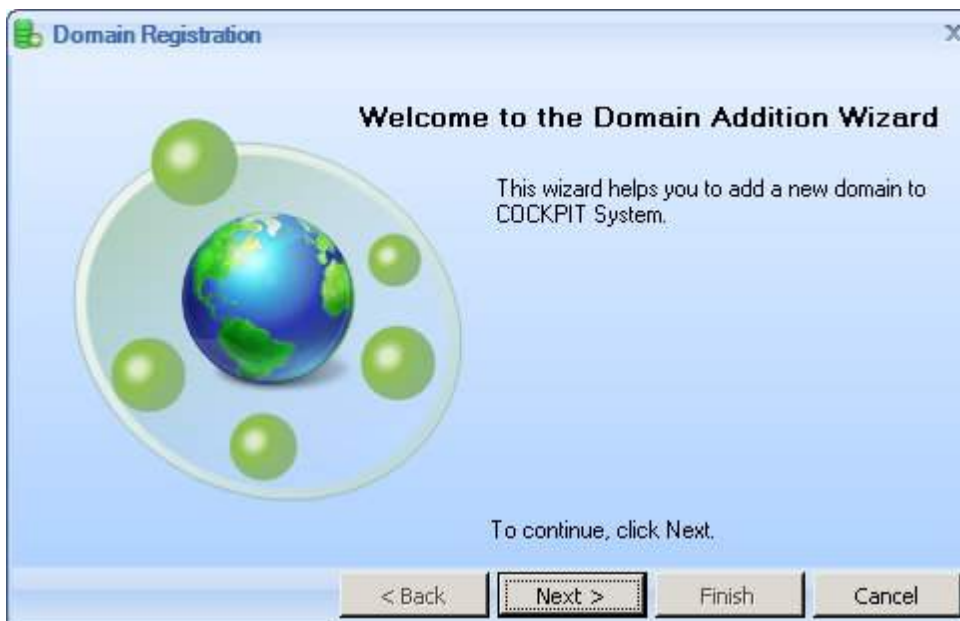 Domain Registration
X
Welcome to the Domain Addition Wizard
This wizard helps you to add a new domain to
COCKPIT System.
To continue, click Next.
< Back
Next >
Finish
Cancel